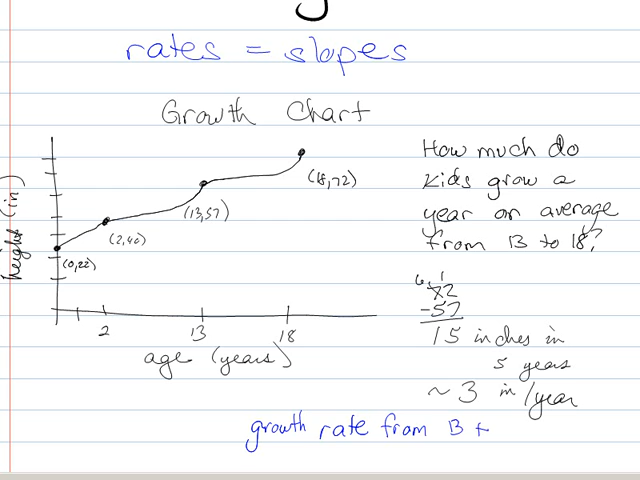 rates = slopes
Growth Chart
height (in)
(0,22)
(2,40)
(13,57)
(18,72)
2 13 18
age (years)
How much do
kids grow a
year on average
from 13 to 18?
6 1
72
-57
15 inches in
5 years
~ 3 in/year
growth rate from 13 t